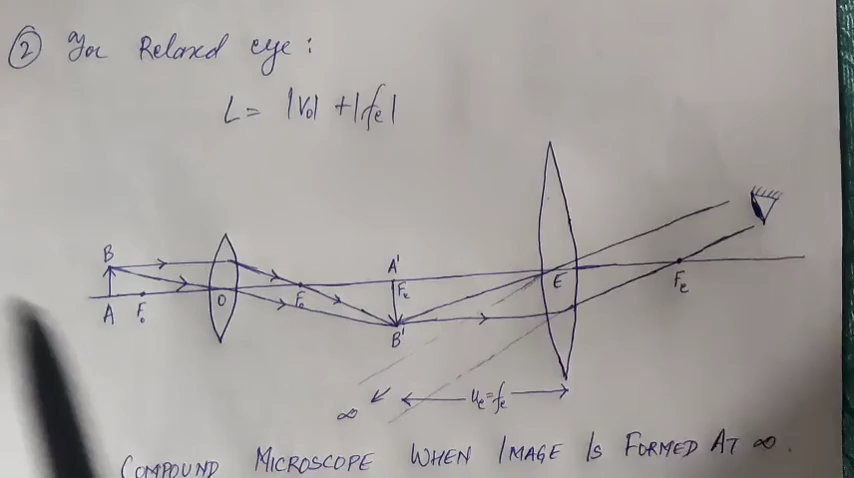 ② For Relaxed eye:
L = |V₀| + |fₑ|
B
A'
A
F₀
O
F₀
Fₑ
E
Fₑ
B'
∞
uₑ=fₑ
COMPOUND MICROSCOPE WHEN IMAGE IS FORMED AT ∞.